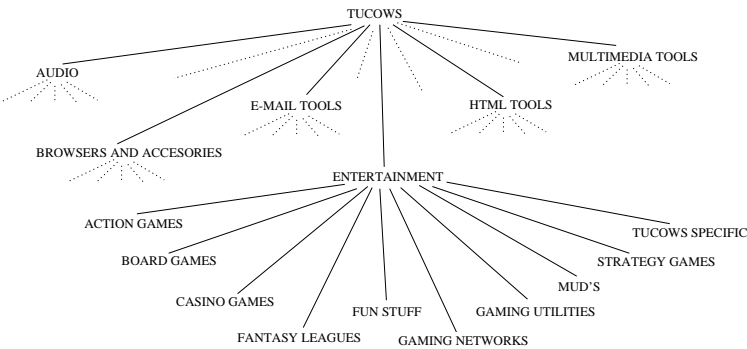 TUCOWS
MULTIMEDIA TOOLS
AUDIO
E-MAIL TOOLS
HTML TOOLS
BROWSERS AND ACCESORIES
ENTERTAINMENT
ACTION GAMES
TUCOWS SPECIFIC
BOARD GAMES
STRATEGY GAMES
MUD'S
CASINO GAMES
FUN STUFF
GAMING UTILITIES
FANTASY LEAGUES
GAMING NETWORKS